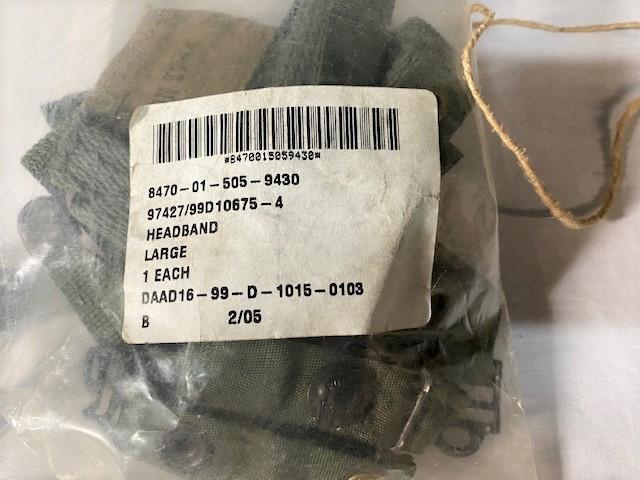 *8470015059430*
8470-01-505-9430
97427/99D10675-4
HEADBAND
LARGE
1 EACH
DAAD16-99-D-1015-0103
B 2/05